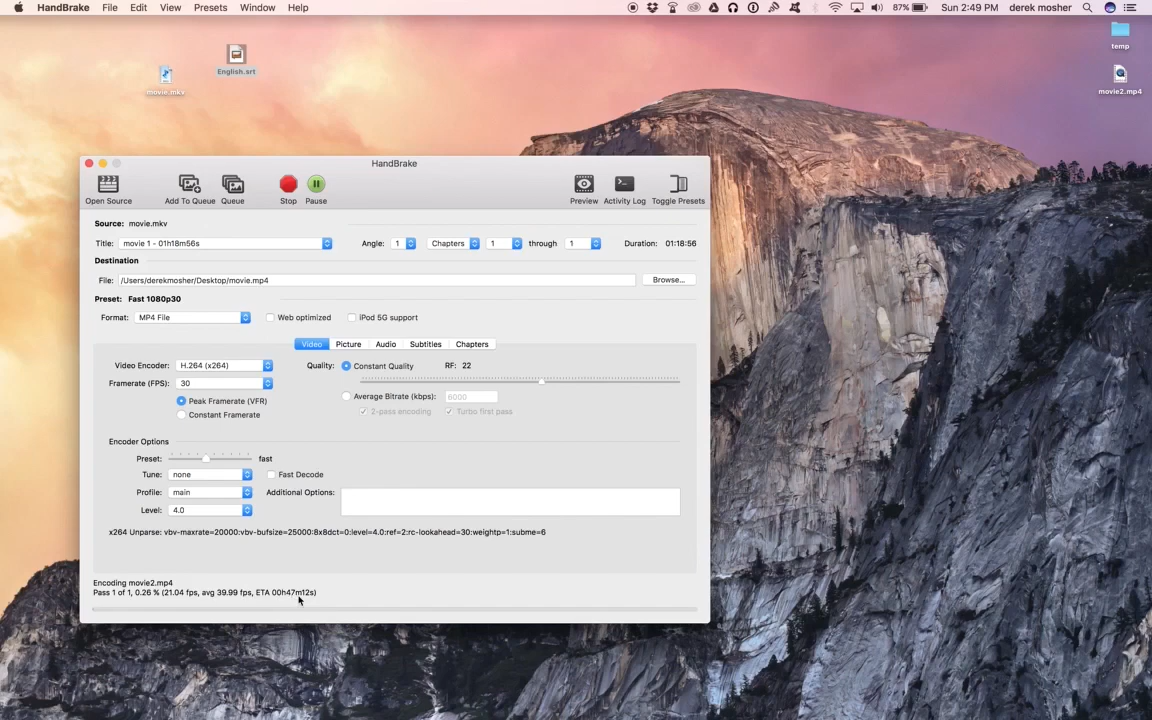 HandBrake File Edit View Presets Window Help 87% Sun 2:49 PM derek mosher
English.srt
movie.mkv
temp
movie2.mp4
HandBrake
Open Source Add To Queue Queue Stop Pause Preview Activity Log Toggle Presets
Source: movie.mkv
Title: movie 1 - 01h18m56s Angle: 1 Chapters 1 through 1 Duration: 01:18:56
Destination
File: /Users/derekmosher/Desktop/movie.mp4 Browse...
Preset: Fast 1080p30
Format: MP4 File Web optimized iPod 5G support
Video Picture Audio Subtitles Chapters
Video Encoder: H.264 (x264) Quality: Constant Quality RF: 22
Framerate (FPS): 30
Peak Framerate (VFR) Average Bitrate (kbps): 6000
Constant Framerate 2-pass encoding Turbo first pass
Encoder Options
Preset: fast
Tune: none Fast Decode
Profile: main Additional Options:
Level: 4.0
x264 Unparse: vbv-maxrate=20000:vbv-bufsize=25000:8x8dct=0:level=4.0:ref=2:rc-lookahead=30:weightp=1:subme=6
Encoding movie2.mp4
Pass 1 of 1, 0.26 % (21.04 fps, avg 39.99 fps, ETA 00h47m12s)